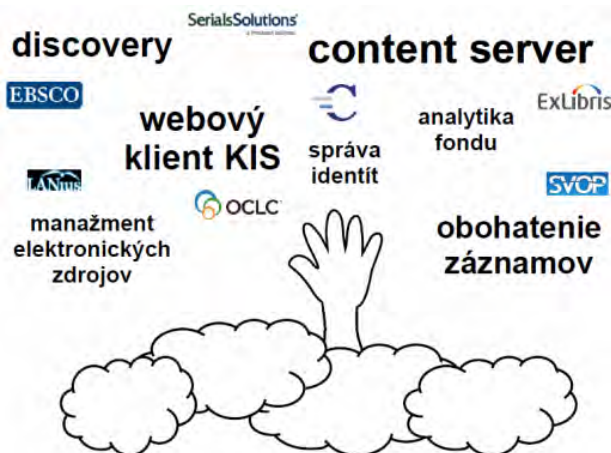 SerialsSolutions
discovery
content server
EBSCO
ExLibris
webový
klient KIS
analytika
fondu
správa
identít
LANius
OCLC
SVOP
manažment
elektronických
zdrojov
obohatenie
záznamov